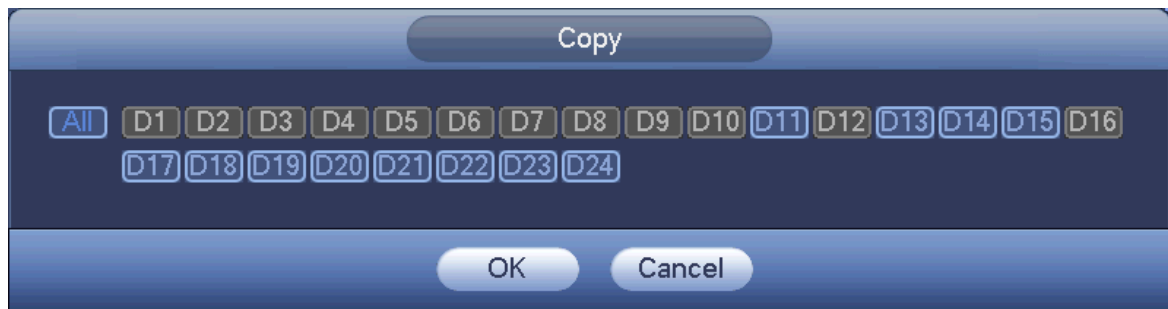 Copy
All D1 D2 D3 D4 D5 D6 D7 D8 D9 D10 D11 D12 D13 D14 D15 D16
D17 D18 D19 D20 D21 D22 D23 D24
OK Cancel